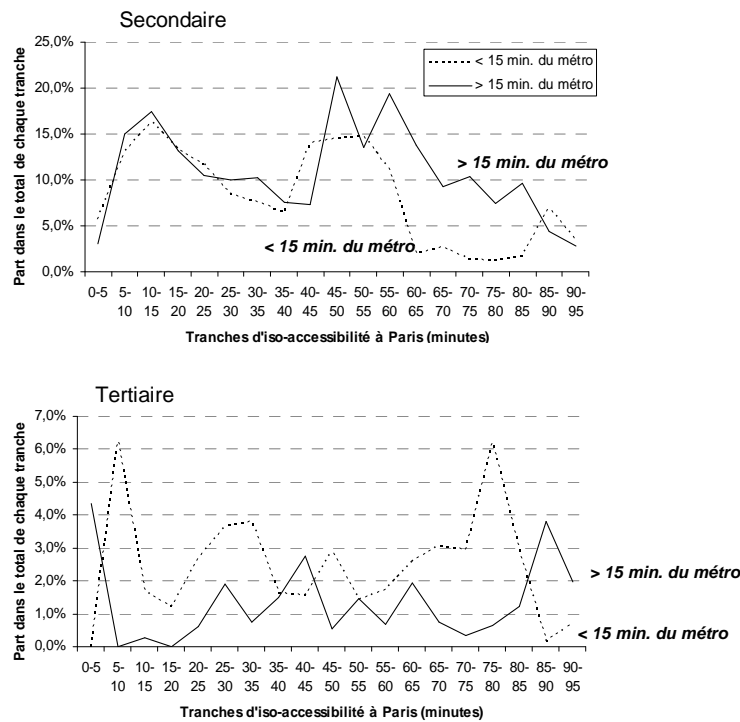 Secondaire
25,0%
20,0%
15,0%
10,0%
5,0%
0,0%
Part dans le total de chaque tranche
< 15 min. du métro
> 15 min. du métro
> 15 min. du métro
< 15 min. du métro
0-5 5-10 10-15 15-20 20-25 25-30 30-35 35-40 40-45 45-50 50-55 55-60 60-65 65-70 70-75 75-80 80-85 85-90 90-95
Tranches d'iso-accessibilité à Paris (minutes)
Tertiaire
7,0%
6,0%
5,0%
4,0%
3,0%
2,0%
1,0%
0,0%
Part dans le total de chaque tranche
> 15 min. du métro
< 15 min. du métro
0-5 5-10 10-15 15-20 20-25 25-30 30-35 35-40 40-45 45-50 50-55 55-60 60-65 65-70 70-75 75-80 80-85 85-90 90-95
Tranches d'iso-accessibilité à Paris (minutes)